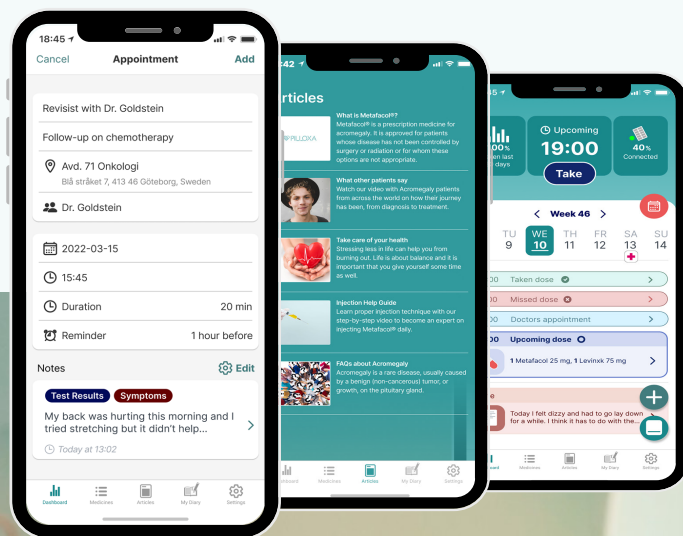 18:45
Cancel
Appointment
Add
Revisist with Dr. Goldstein
Follow-up on chemotherapy
Avd. 71 Onkologi
Blå stråket 7, 413 46 Göteborg, Sweden
Dr. Goldstein
2022-03-15
15:45
Duration
20 min
Reminder
1 hour before
Notes
Edit
Test Results
Symptoms
My back was hurting this morning and I
tried stretching but it didn't help...
Today at 13:02
Dashboard
Medicines
Articles
My Diary
Settings
:42
rticles
What is Metafacol®?
Metafacol® is a prescription medicine for
acromegaly. It is approved for patients
whose disease has not been controlled by
surgery or radiation or for whom these
options are not appropriate.
What other patients say
Watch our video with Acromegaly patients
from across the world on how their journey
has been, from diagnosis to treatment.
Take care of your health
Stressing less in life can help you from
burning out. Life is about balance and it is
important that you give yourself some time
as well.
Injection Help Guide
Learn proper injection technique with our
step-by-step video to become an expert on
injecting Metafacol® daily.
FAQs about Acromegaly
Acromegaly is a rare disease, usually caused
by a benign (non-cancerous) tumor, or
growth, on the pituitary gland.
Medicines
Articles
My Diary
Settings
00%
days
Upcoming
19:00
Take
40%
Connected
Week 46
TU
WE
TH
FR
SA
SU
9
10
11
12
13
14
00
Taken dose
00
Missed dose
00
Doctors appointment
00
Upcoming dose
1 Metafacol 25 mg, 1 Levinxk 75 mg
Today I felt dizzy and had to go lay down
for a while. I think it has to do with the...
Medicines
Articles
My Diary
Settings